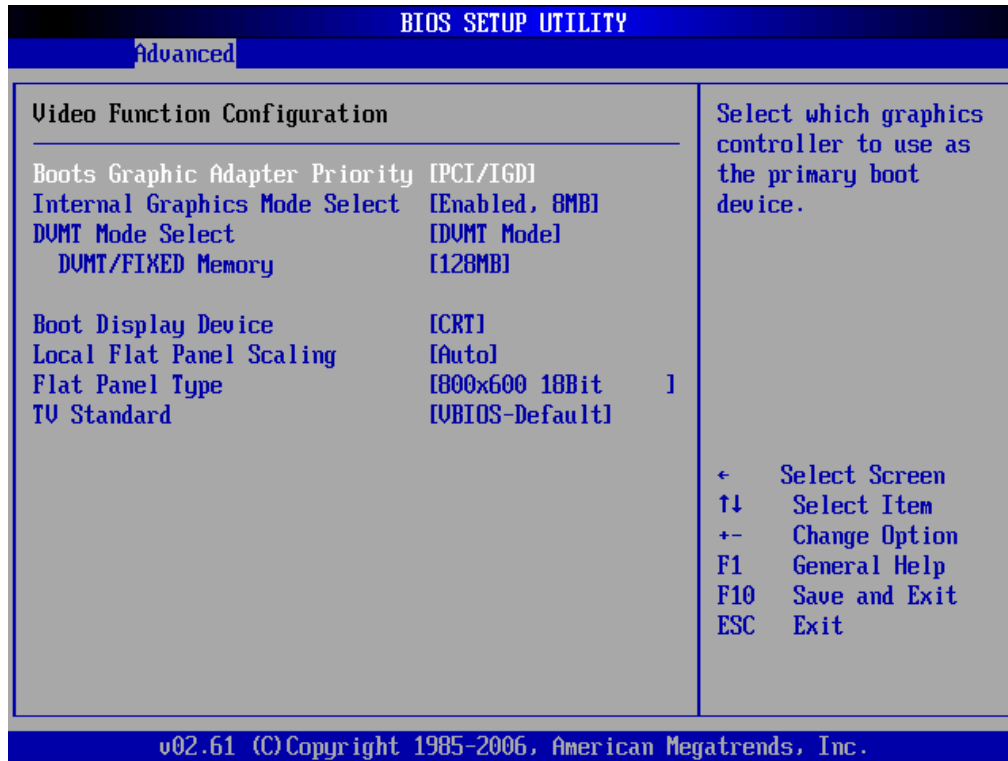 BIOS SETUP UTILITY
Advanced
Video Function Configuration
Boots Graphic Adapter Priority [PCI/IGD]
Internal Graphics Mode Select [Enabled, 8MB]
DVMT Mode Select [DVMT Mode]
DVMT/FIXED Memory [128MB]
Boot Display Device [CRT]
Local Flat Panel Scaling [Auto]
Flat Panel Type [800x600 18Bit ]
TV Standard [VBIOS-Default]
Select which graphics
controller to use as
the primary boot
device.
← Select Screen
↑↓ Select Item
+- Change Option
F1 General Help
F10 Save and Exit
ESC Exit
v02.61 (C)Copyright 1985-2006, American Megatrends, Inc.